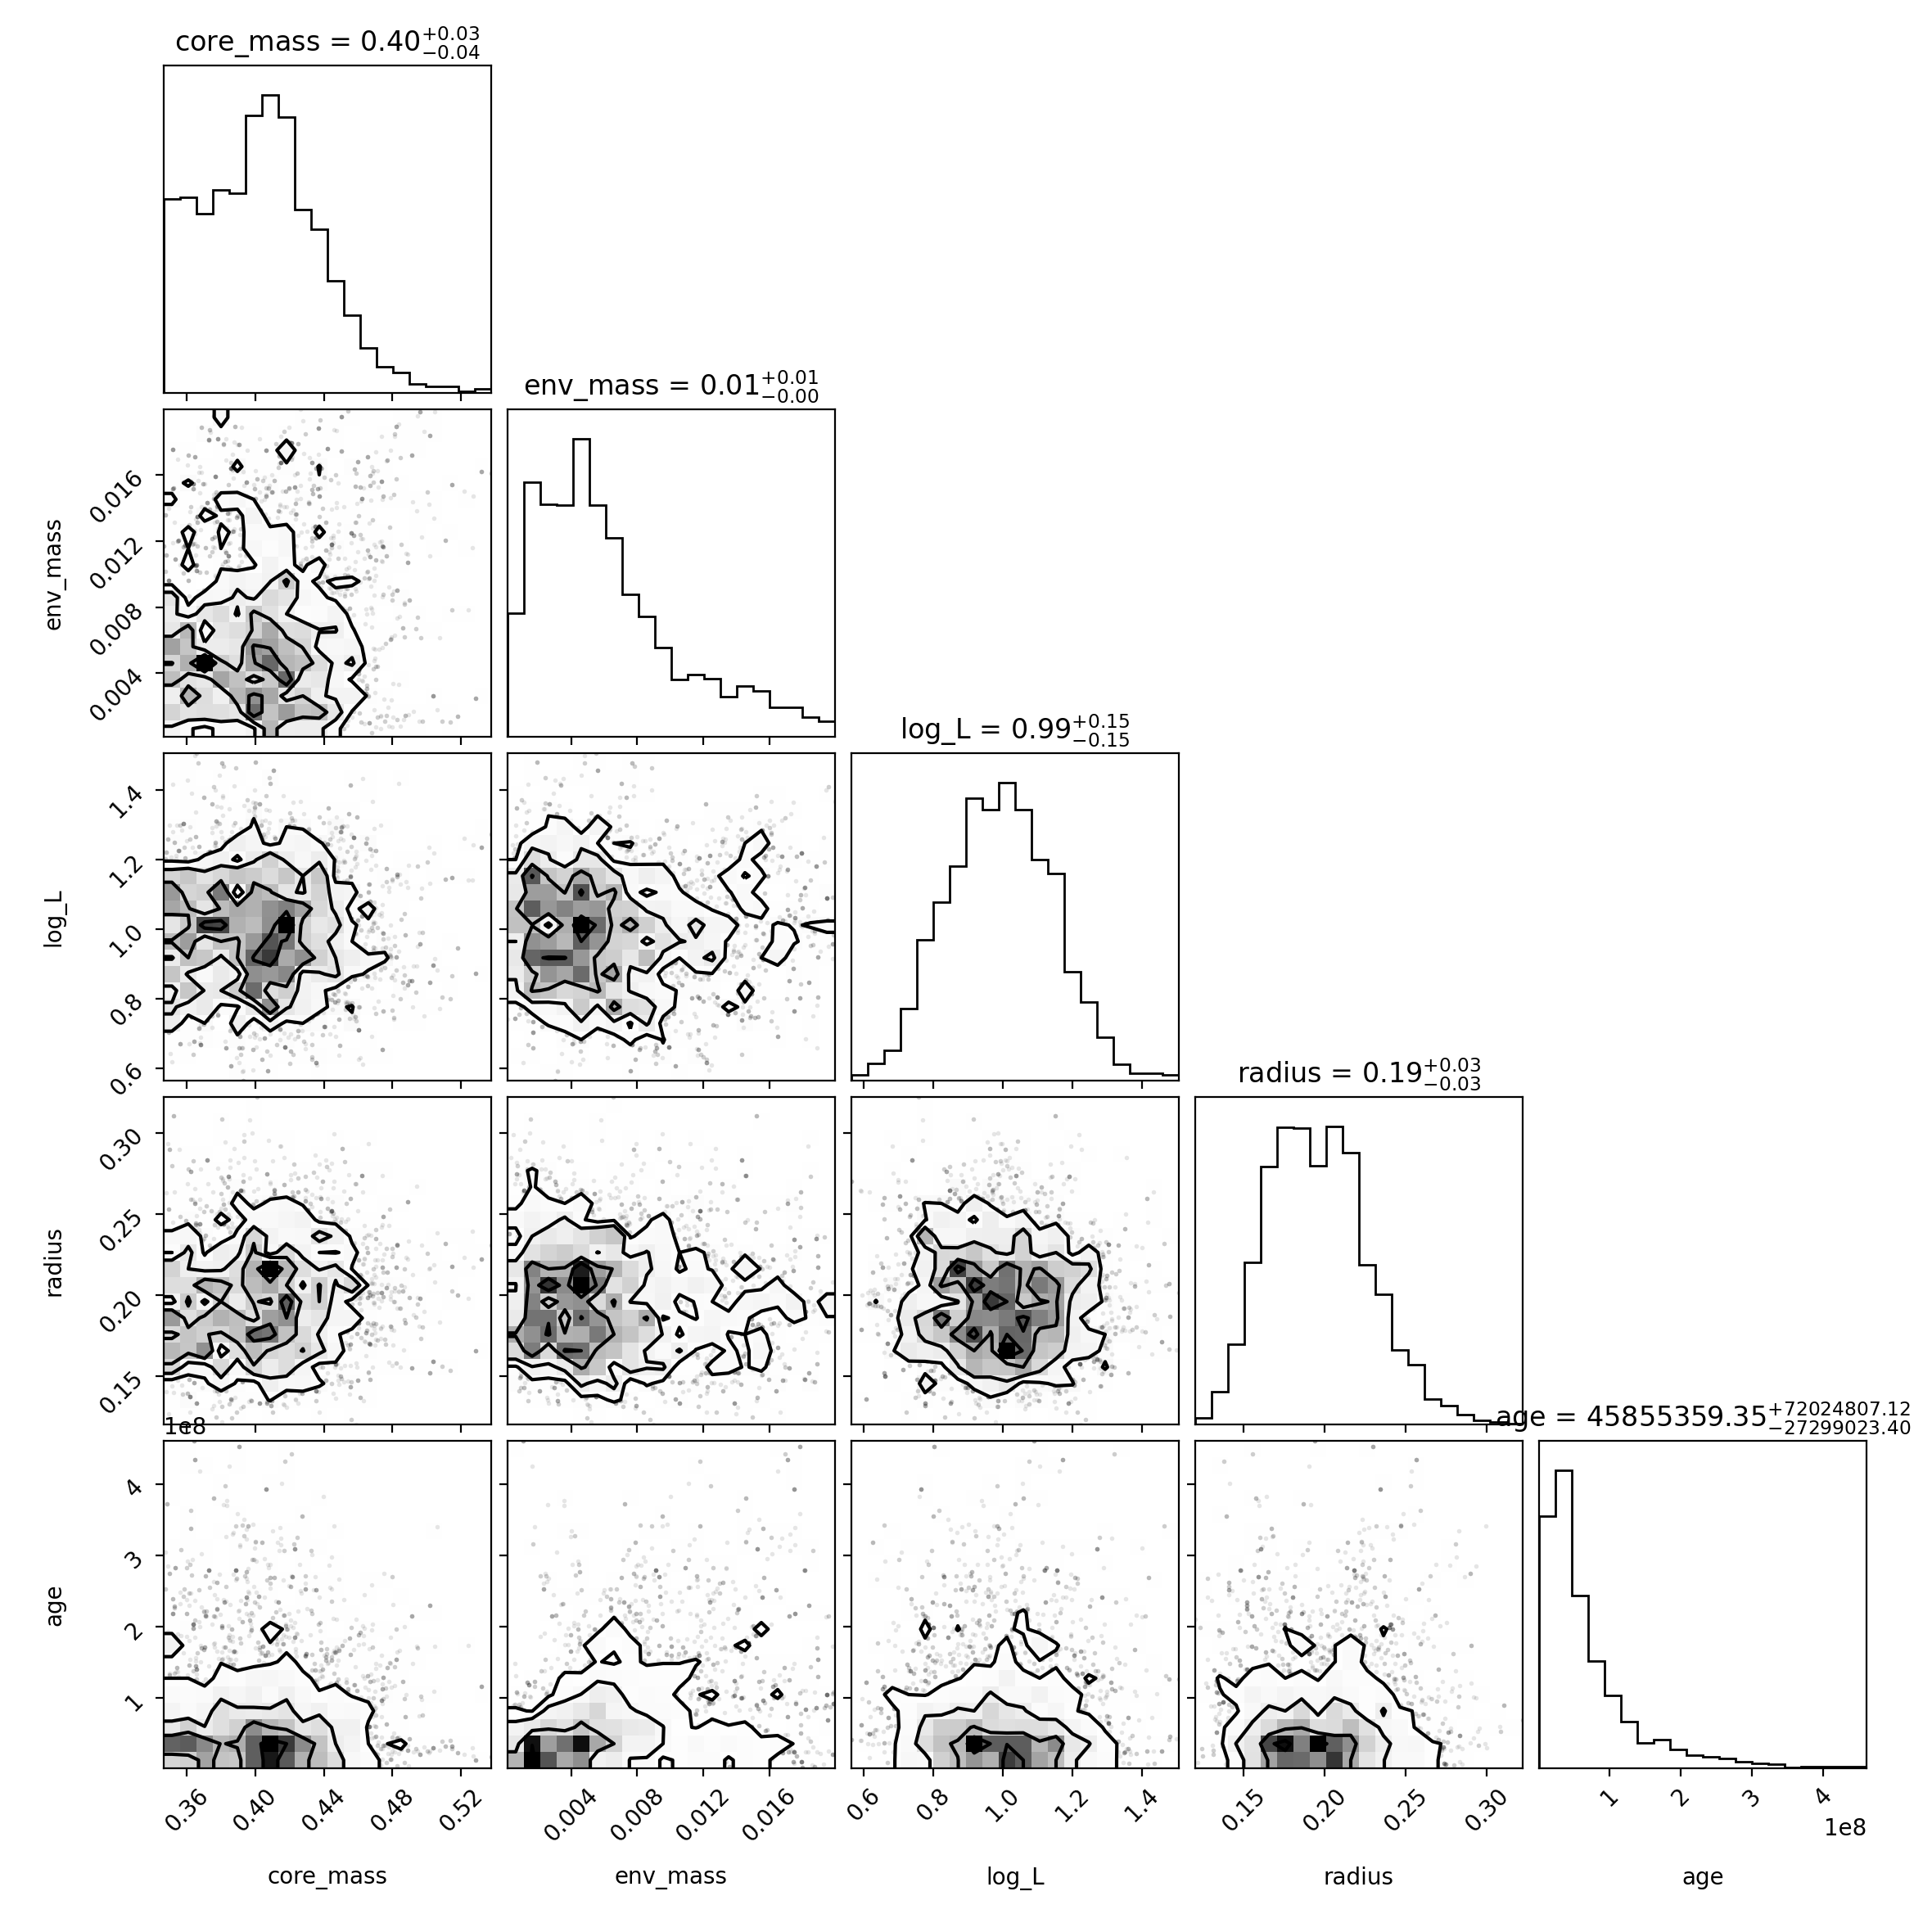 core_mass = 0.40+0.03−0.04
env_mass = 0.01+0.01−0.00
env_mass
0.016
0.012
0.008
0.004
log_L = 0.99+0.15−0.15
log_L
1.4
1.2
1.0
0.8
0.6
radius = 0.19+0.03−0.03
radius
0.30
0.25
0.20
0.15
1e8
age = 45855359.35+72024807.12−27299023.40
age
4
3
2
1
0.36 0.40 0.44 0.48 0.52 0.004 0.008 0.012 0.016 0.6 0.8 1.0 1.2 1.4 0.15 0.20 0.25 0.30 1 2 3 4
1e8
core_mass env_mass log_L radius age